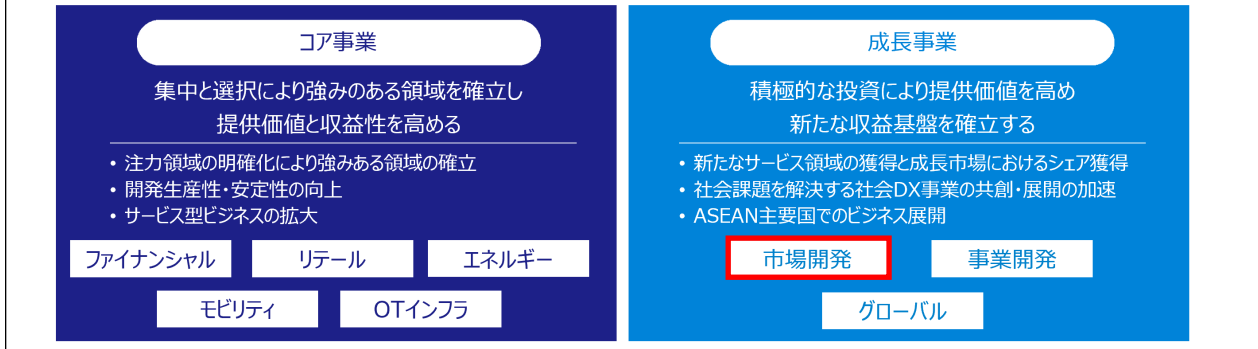 コア事業
集中と選択により強みのある領域を確立し
提供価値と収益性を高める
• 注力領域の明確化により強みある領域の確立
• 開発生産性・安定性の向上
• サービス型ビジネスの拡大
ファイナンシャル
リテール
エネルギー
モビリティ
OTインフラ
成長事業
積極的な投資により提供価値を高め
新たな収益基盤を確立する
• 新たなサービス領域の獲得と成長市場におけるシェア獲得
• 社会課題を解決する社会DX事業の共創・展開の加速
• ASEAN主要国でのビジネス展開
市場開発
事業開発
グローバル